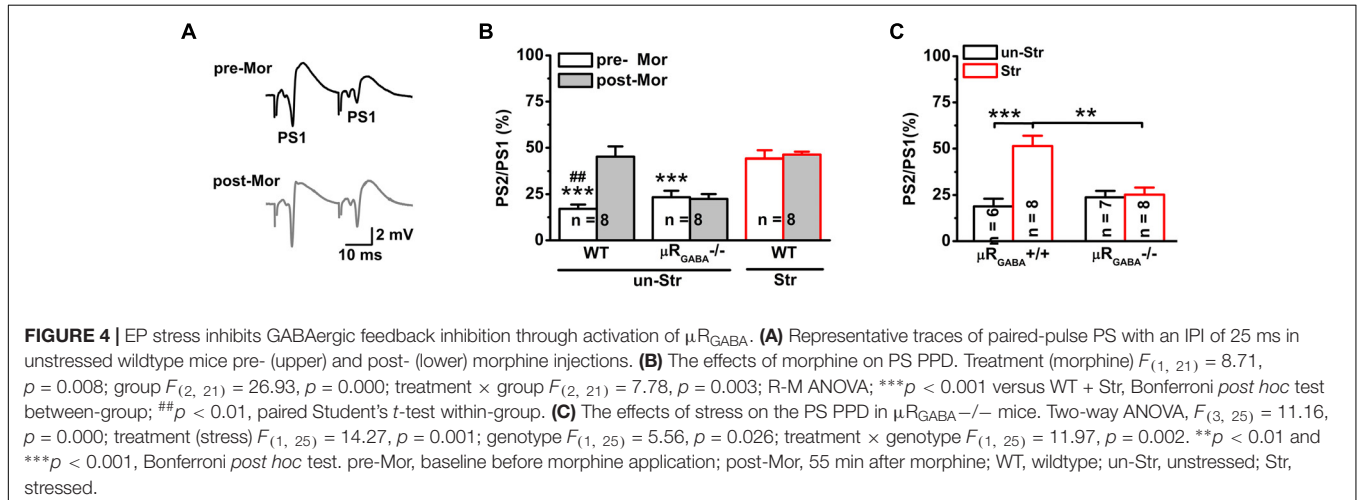 A
pre-Mor
PS1
PS1
post-Mor
2 mV
10 ms
B
PS2/PS1 (%)
100
75
50
25
0
pre- Mor
post-Mor
##
***
***
n = 8
n = 8
n = 8
WT
μR_GABA-/-
WT
un-Str
Str
C
PS2/PS1(%)
100
75
50
25
0
un-Str
Str
***
**
n = 6
n = 8
n = 7
n = 8
μR_GABA+/+
μR_GABA-/-
FIGURE 4 | EP stress inhibits GABAergic feedback inhibition through activation of μR_GABA. (A) Representative traces of paired-pulse PS with an IPI of 25 ms in
unstressed wildtype mice pre- (upper) and post- (lower) morphine injections. (B) The effects of morphine on PS PPD. Treatment (morphine) F(1, 21) = 8.71,
p = 0.008; group F(2, 21) = 26.93, p = 0.000; treatment × group F(2, 21) = 7.78, p = 0.003; R-M ANOVA; ***p < 0.001 versus WT + Str, Bonferroni post hoc test
between-group; ##p < 0.01, paired Student's t-test within-group. (C) The effects of stress on the PS PPD in μR_GABA−/− mice. Two-way ANOVA, F(3, 25) = 11.16,
p = 0.000; treatment (stress) F(1, 25) = 14.27, p = 0.001; genotype F(1, 25) = 5.56, p = 0.026; treatment × genotype F(1, 25) = 11.97, p = 0.002. **p < 0.01 and
***p < 0.001, Bonferroni post hoc test. pre-Mor, baseline before morphine application; post-Mor, 55 min after morphine; WT, wildtype; un-Str, unstressed; Str,
stressed.